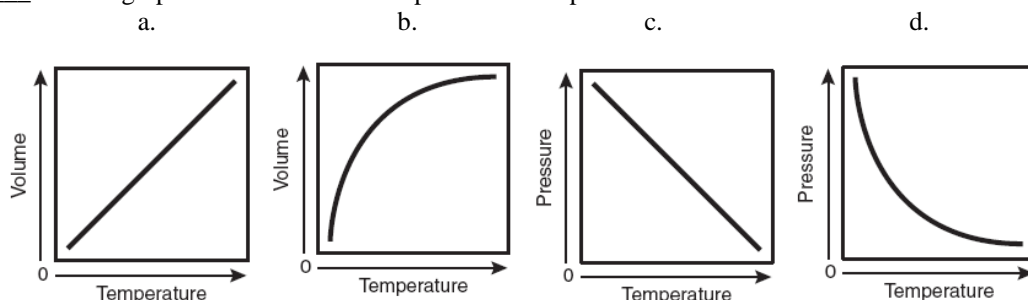 a. b. c. d.
Volume Volume Pressure Pressure
0 0 0 0
Temperature Temperature Temperature Temperature